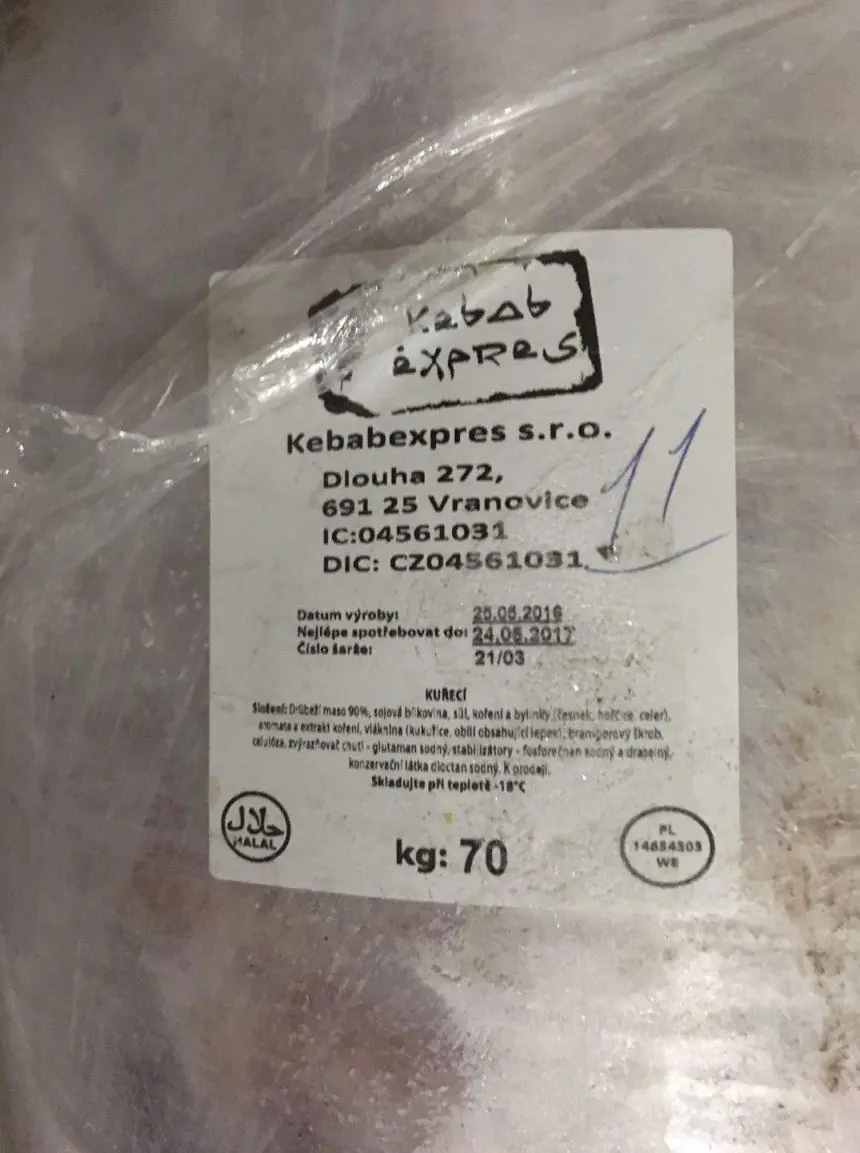 Kebab
expres
Kebabexpres s.r.o.
Dlouha 272,
691 25 Vranovice
IC:04561031
DIC: CZ04561031
11
Datum výroby: 25.05.2016
Nejlépe spotřebovat do: 24.05.2017
Číslo šarže: 21/03
KUŘECÍ
Složení: Drůbeží maso 90%, sojová bílkovina, sůl, koření a bylinky (česnek, hořčice, celer),
aromata a extrakt koření, vláknina (kukuřice, obilí obsahující lepek), bramborový škrob,
celulóza, zvýrazňovač chuti - glutaman sodný, stabilizátory - fosforečnan sodný a draselný,
konzervační látka dioctan sodný. K prodeji.
Skladujte při teplotě -18°C
حلال
HALAL
kg: 70
PL
14654303
WE